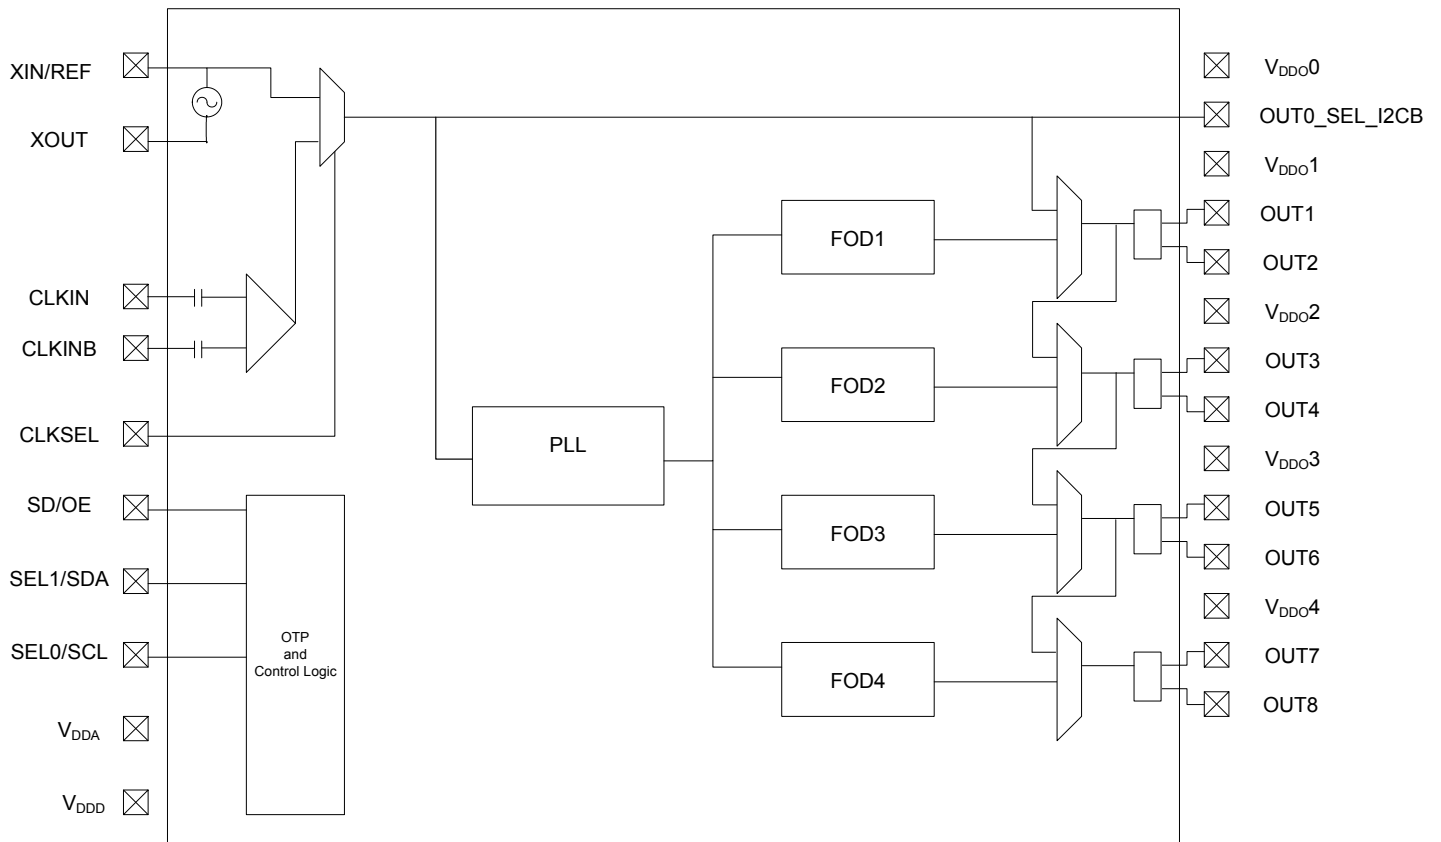 XIN/REF
XOUT
CLKIN
CLKINB
CLKSEL
SD/OE
SEL1/SDA
SEL0/SCL
VDDA
VDDD
OTP
and
Control Logic
PLL
FOD1
FOD2
FOD3
FOD4
VDDO0
OUT0_SEL_I2CB
VDDO1
OUT1
OUT2
VDDO2
OUT3
OUT4
VDDO3
OUT5
OUT6
VDDO4
OUT7
OUT8